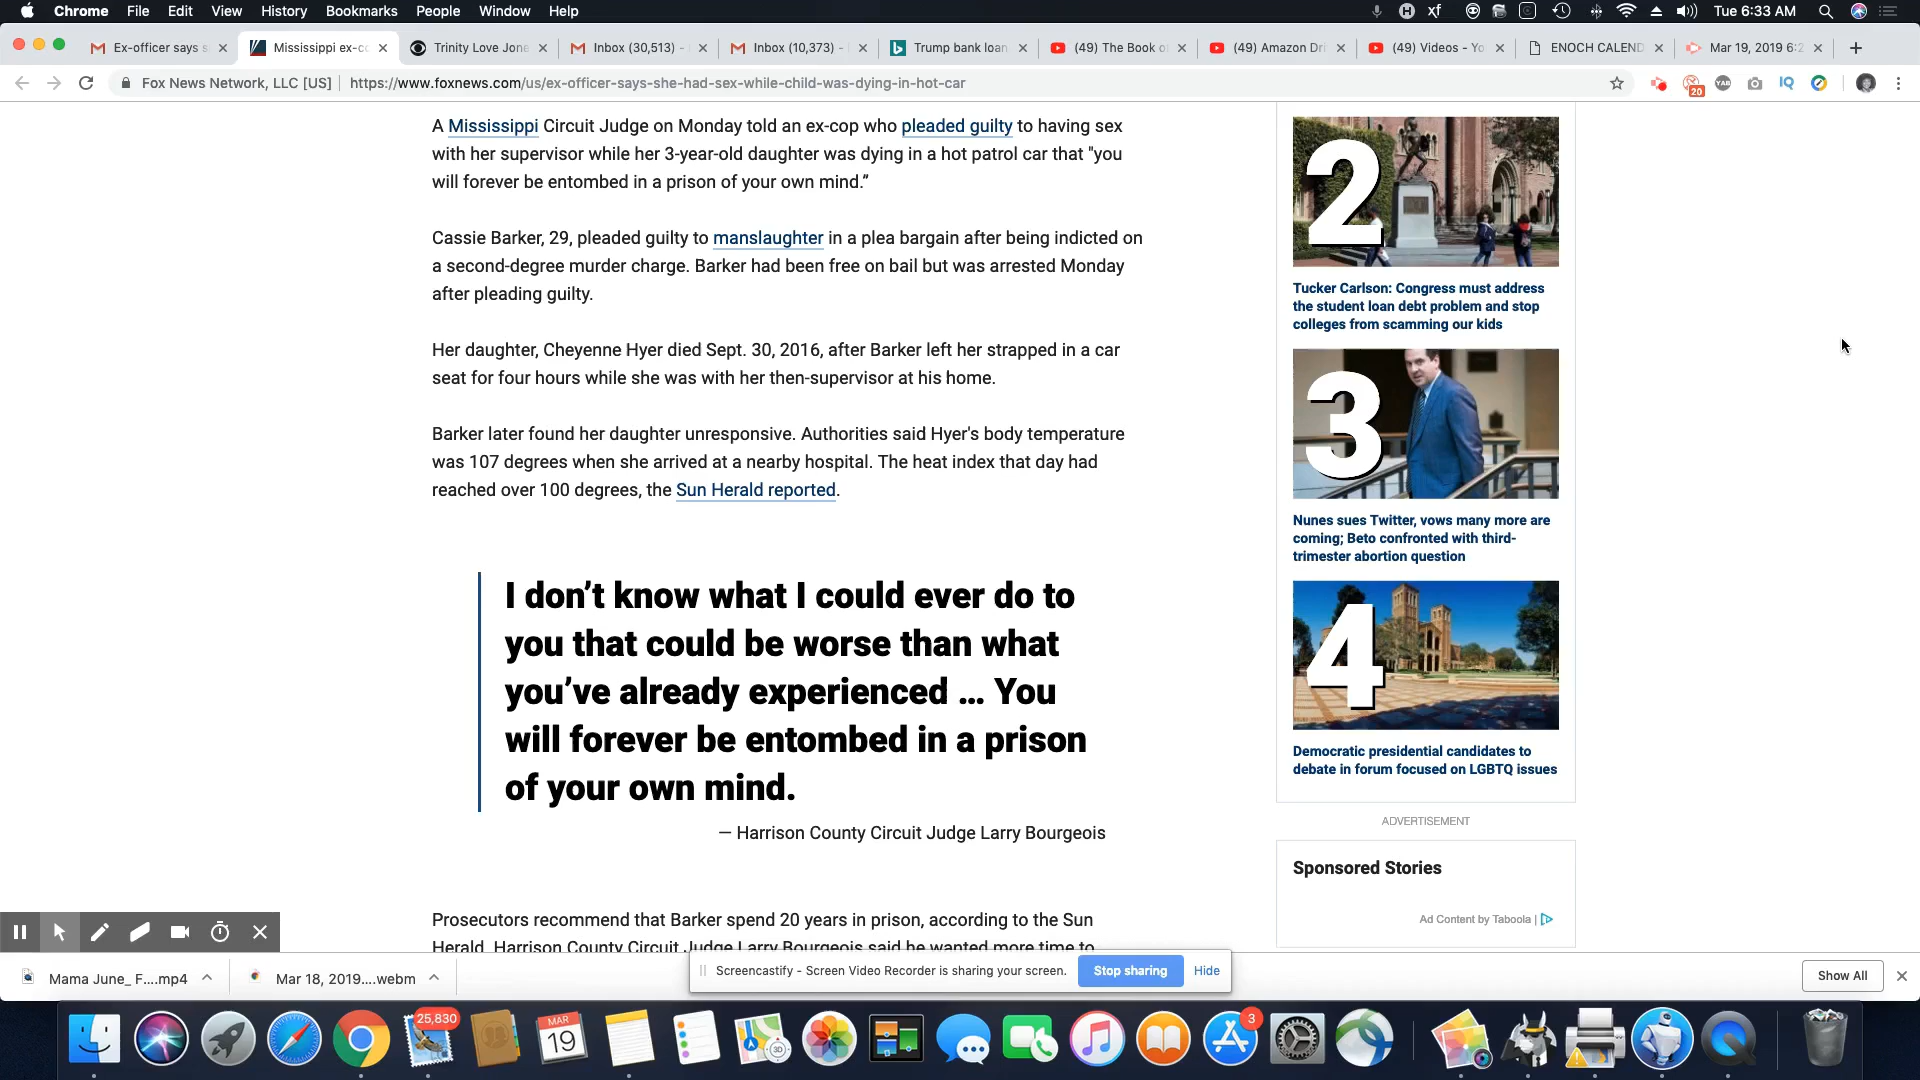 Chrome File Edit View History Bookmarks People Window Help
Tue 6:33 AM
Ex-officer says s
Mississippi ex-co
Trinity Love Jone
Inbox (30,513) -
Inbox (10,373) -
Trump bank loan
(49) The Book o
(49) Amazon Dri
(49) Videos - Yo
ENOCH CALEND
Mar 19, 2019 6:2
Fox News Network, LLC [US] https://www.foxnews.com/us/ex-officer-says-she-had-sex-while-child-was-dying-in-hot-car
20
A Mississippi Circuit Judge on Monday told an ex-cop who pleaded guilty to having sex
with her supervisor while her 3-year-old daughter was dying in a hot patrol car that "you
will forever be entombed in a prison of your own mind.”
Cassie Barker, 29, pleaded guilty to manslaughter in a plea bargain after being indicted on
a second-degree murder charge. Barker had been free on bail but was arrested Monday
after pleading guilty.
Her daughter, Cheyenne Hyer died Sept. 30, 2016, after Barker left her strapped in a car
seat for four hours while she was with her then-supervisor at his home.
Barker later found her daughter unresponsive. Authorities said Hyer's body temperature
was 107 degrees when she arrived at a nearby hospital. The heat index that day had
reached over 100 degrees, the Sun Herald reported.
I don’t know what I could ever do to
you that could be worse than what
you’ve already experienced … You
will forever be entombed in a prison
of your own mind.
— Harrison County Circuit Judge Larry Bourgeois
Prosecutors recommend that Barker spend 20 years in prison, according to the Sun
Herald. Harrison County Circuit Judge Larry Bourgeois said he wanted more time to
2
Tucker Carlson: Congress must address
the student loan debt problem and stop
colleges from scamming our kids
3
Nunes sues Twitter, vows many more are
coming; Beto confronted with third-
trimester abortion question
4
Democratic presidential candidates to
debate in forum focused on LGBTQ issues
ADVERTISEMENT
Sponsored Stories
Ad Content by Taboola |
Screencastify - Screen Video Recorder is sharing your screen.
Stop sharing
Hide
Mama June_ F....mp4
Mar 18, 2019....webm
Show All
25,830
MAR
19
3D
3